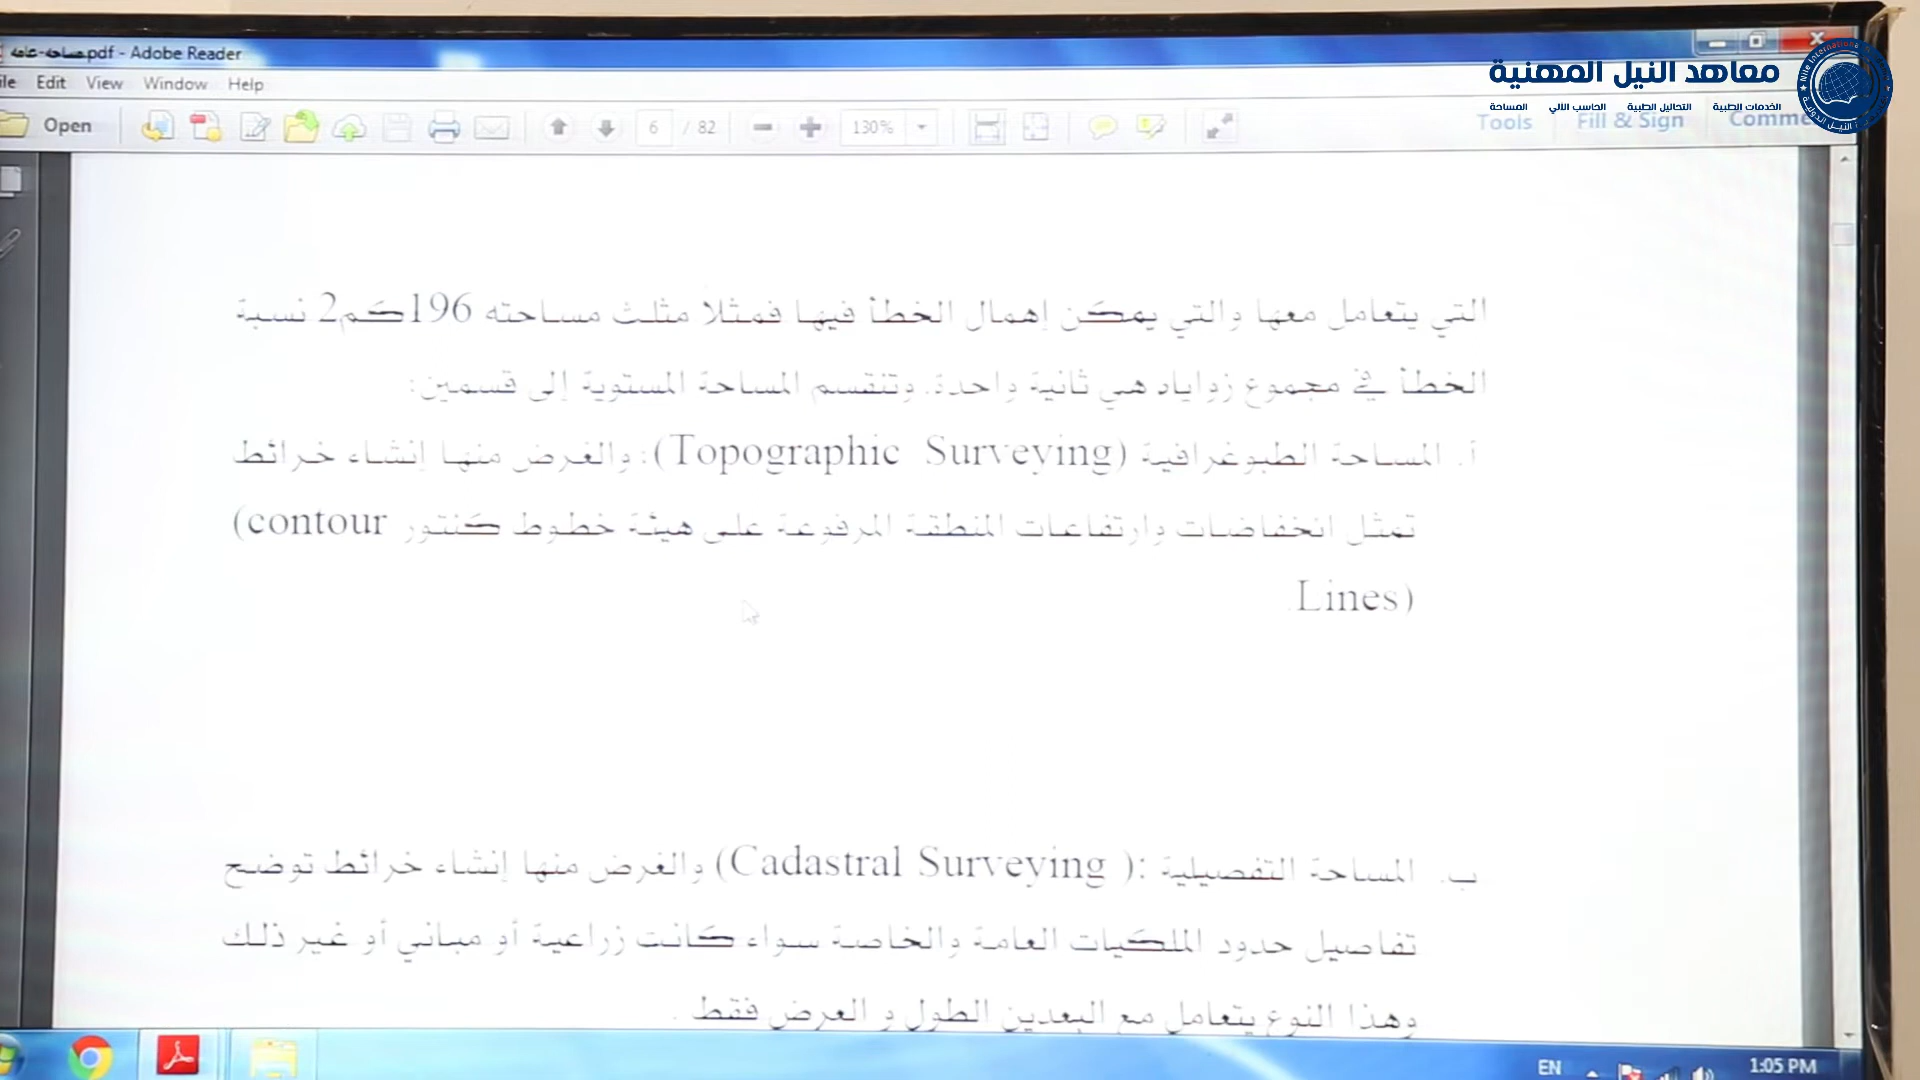 مساحه-عامه.pdf - Adobe Reader
معاهد النيل المهنية
الخدمات الطبية التحاليل الطبية الحاسب الآلي المساحة
Edit View Window Help
Open 6 / 82 130% Tools Fill & Sign
التي يتعامل معها والتي يمكن إهمال الخطأ فيها فمثلا مثلث مساحته 196كم2 نسبة
الخطأ في مجموع زواياه هي ثانية واحدة. وتنقسم المساحة المستوية إلى قسمين:
أ. المساحة الطبوغرافية (Topographic Surveying): والغرض منها إنشاء خرائط
تمثل انخفاضات وارتفاعات المنطقة المرفوعة على هيئة خطوط كنتور (contour
Lines).
ب. المساحة التفصيلية :( Cadastral Surveying) والغرض منها إنشاء خرائط توضح
تفاصيل حدود الملكيات العامة والخاصة سواء كانت زراعية أو مباني أو غير ذلك
وهذا النوع يتعامل مع البعدين الطول و العرض فقط .
EN 1:05 PM